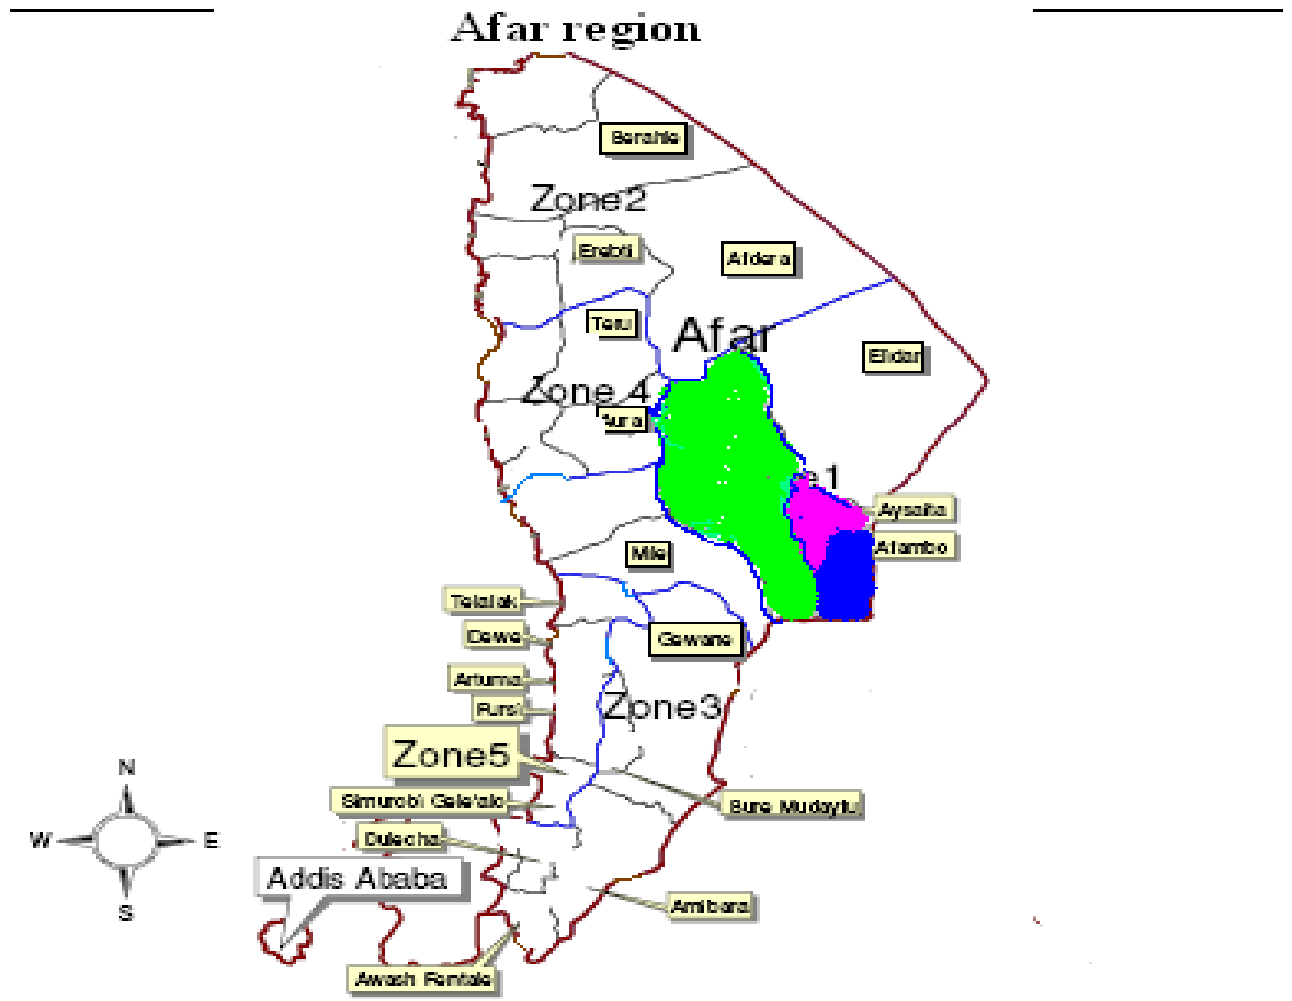 Afar region
Berahle
Zone2
Erebti
Afdera
Teru
Afar
Elidar
Zone 4
Aura
e1
Aysaita
Afambo
Mile
Telalak
Dewe
Gewane
Artuma
Fursi
Zone3
Zone5
N
Simurobi Gele'alo
Bure Mudaytu
W
E
Dulecha
Addis Ababa
S
Amibara
Awash Fentale